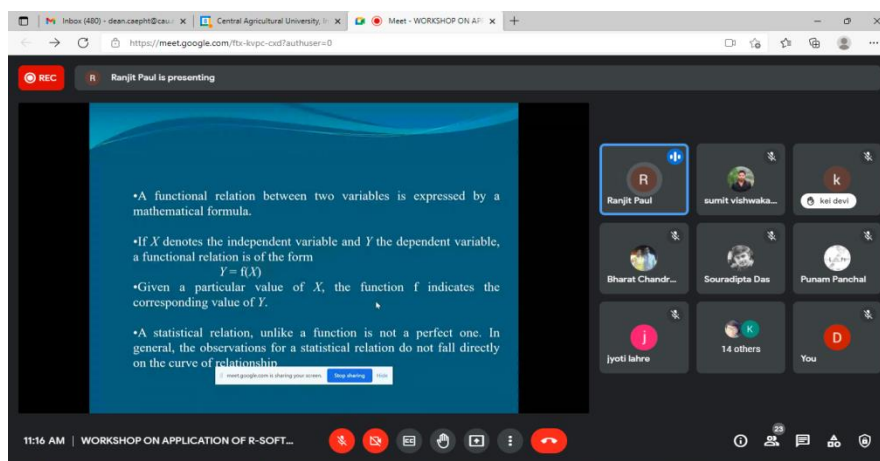 Inbox (480) - dean.caepht@cau.
Central Agricultural University, I
Meet - WORKSHOP ON AP
https://meet.google.com/ftx-kvpc-cxd?authuser=0
REC
R
Ranjit Paul is presenting
•A functional relation between two variables is expressed by a
mathematical formula.
•If X denotes the independent variable and Y the dependent variable,
a functional relation is of the form
Y = f(X)
•Given a particular value of X, the function f indicates the
corresponding value of Y.
•A statistical relation, unlike a function is not a perfect one. In
general, the observations for a statistical relation do not fall directly
on the curve of relationship
meet.google.com is sharing your screen.
Stop sharing
Hide
R
Ranjit Paul
sumit vishwaka...
k
kei devi
Bharat Chandr...
Souradipta Das
Punam Panchal
j
jyoti lahre
K
14 others
D
You
11:16 AM | WORKSHOP ON APPLICATION OF R-SOFT...
23